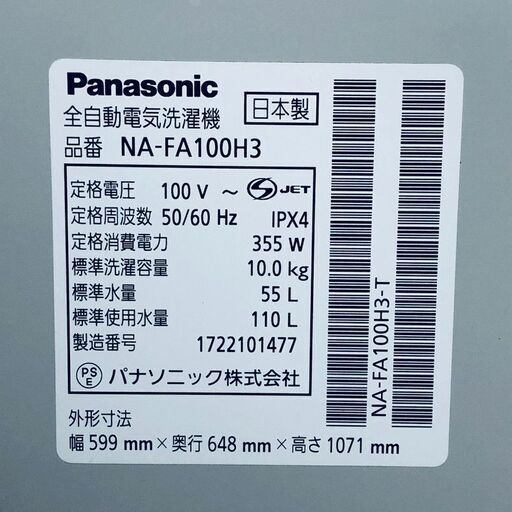 Panasonic
全自動電気洗濯機 日本製
品番 NA-FA100H3
定格電圧 100 V ～ S JET
定格周波数 50/60 Hz IPX4
定格消費電力 355 W
標準洗濯容量 10.0 kg
標準水量 55 L
標準使用水量 110 L
製造番号 1722101477
PSE パナソニック株式会社
外形寸法
幅 599 mm × 奥行 648 mm × 高さ 1071 mm
NA-FA100H3-T